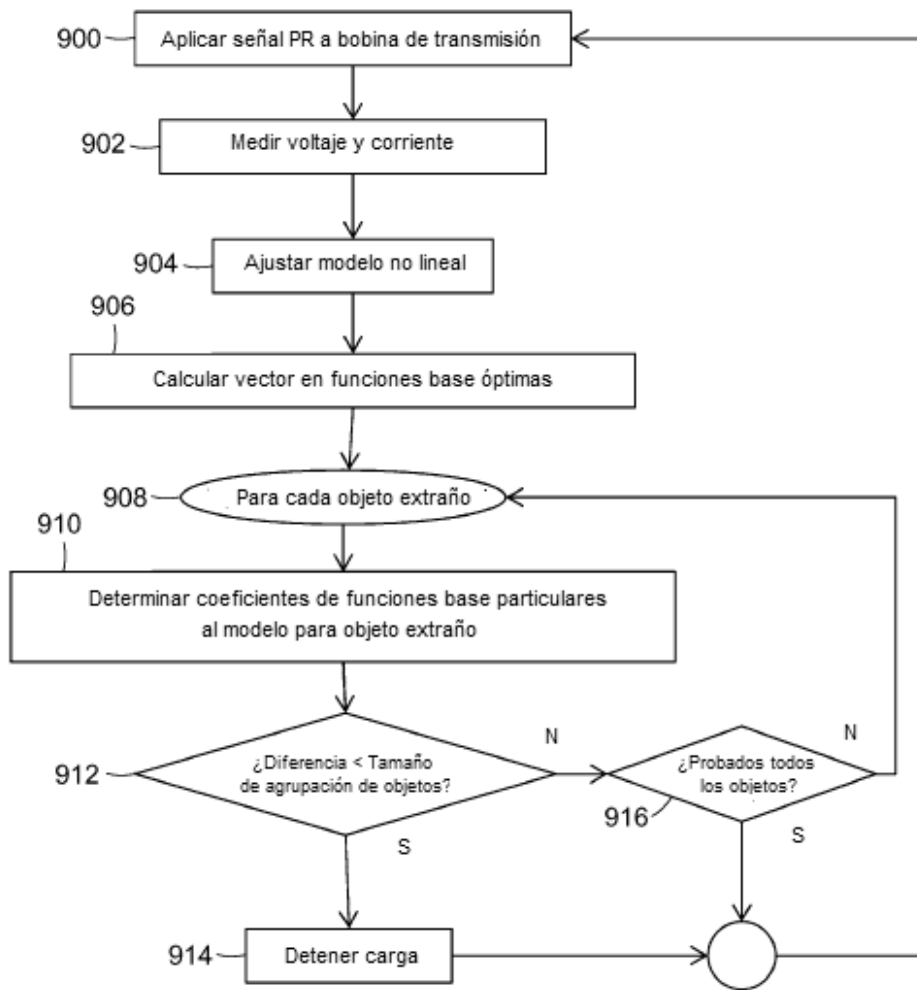 900
Aplicar señal PR a bobina de transmisión
902
Medir voltaje y corriente
904
Ajustar modelo no lineal
906
Calcular vector en funciones base óptimas
908
Para cada objeto extraño
910
Determinar coeficientes de funciones base particulares
al modelo para objeto extraño
912
¿Diferencia < Tamaño
de agrupación de objetos?
N
S
¿Probados todos
los objetos?
916
N
S
914
Detener carga